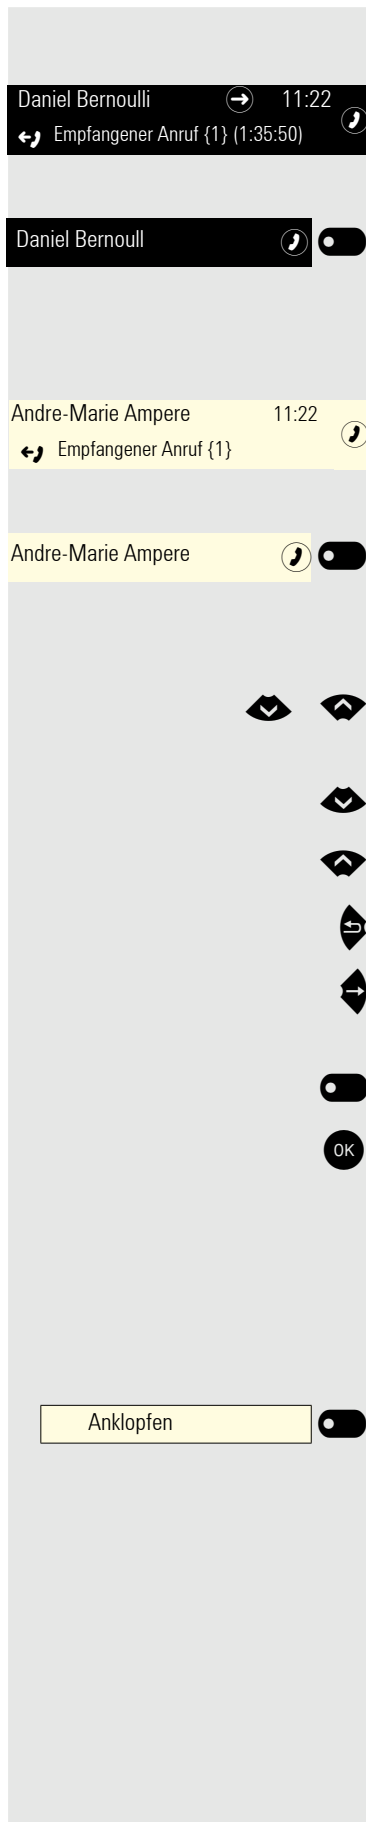 Daniel Bernoulli 11:22
Empfangener Anruf {1} (1:35:50)
Daniel Bernoull
Andre-Marie Ampere 11:22
Empfangener Anruf {1}
Andre-Marie Ampere
OK
Anklopfen